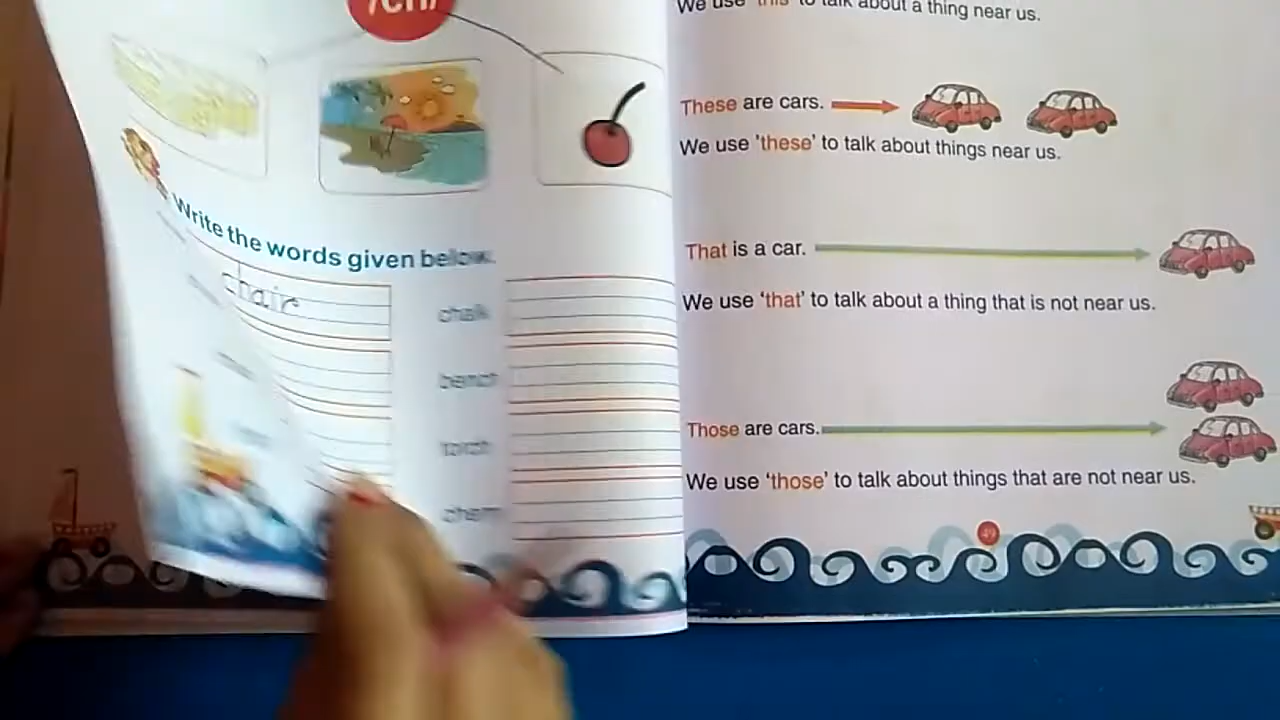 /ch/
Write the words given below.
chair
chalk
bench
torch
We use 'this' to talk about a thing near us.
These are cars.
We use 'these' to talk about things near us.
That is a car.
We use 'that' to talk about a thing that is not near us.
Those are cars.
We use 'those' to talk about things that are not near us.